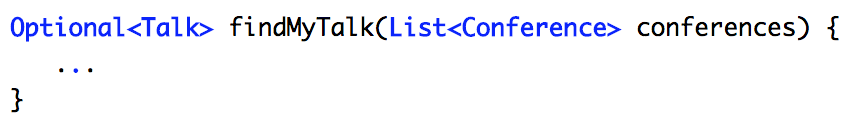 Optional<Talk> findMyTalk(List<Conference> conferences) {
...
}